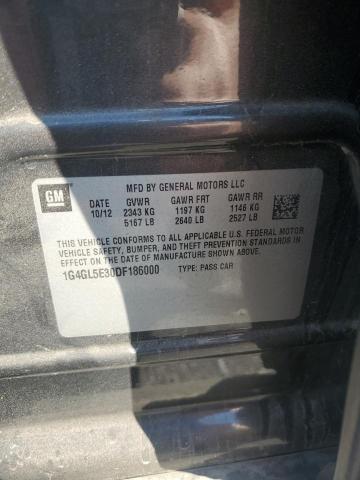 GM
MFD BY GENERAL MOTORS LLC
DATE GVWR GAWR FRT GAWR RR
10/12 2343 KG 1197 KG 1146 KG
5167 LB 2640 LB 2527 LB
THIS VEHICLE CONFORMS TO ALL APPLICABLE U.S. FEDERAL MOTOR
VEHICLE SAFETY, BUMPER, AND THEFT PREVENTION STANDARDS IN
EFFECT ON THE DATE OF MANUFACTURE SHOWN ABOVE.
1G4GL5E30DF186000 TYPE: PASS CAR